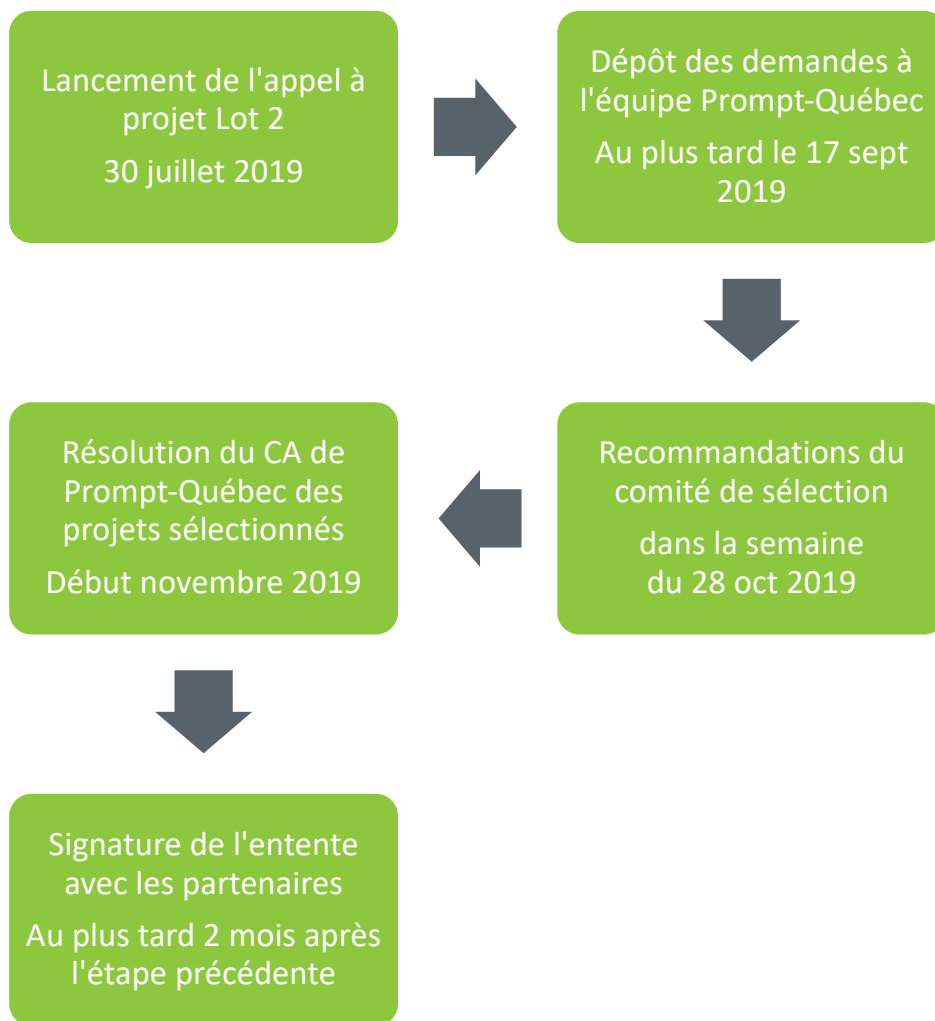 Lancement de l'appel à
projet Lot 2
30 juillet 2019
Dépôt des demandes à
l'équipe Prompt-Québec
Au plus tard le 17 sept
2019
Recommandations du
comité de sélection
dans la semaine
du 28 oct 2019
Résolution du CA de
Prompt-Québec des
projets sélectionnés
Début novembre 2019
Signature de l'entente
avec les partenaires
Au plus tard 2 mois après
l'étape précédente